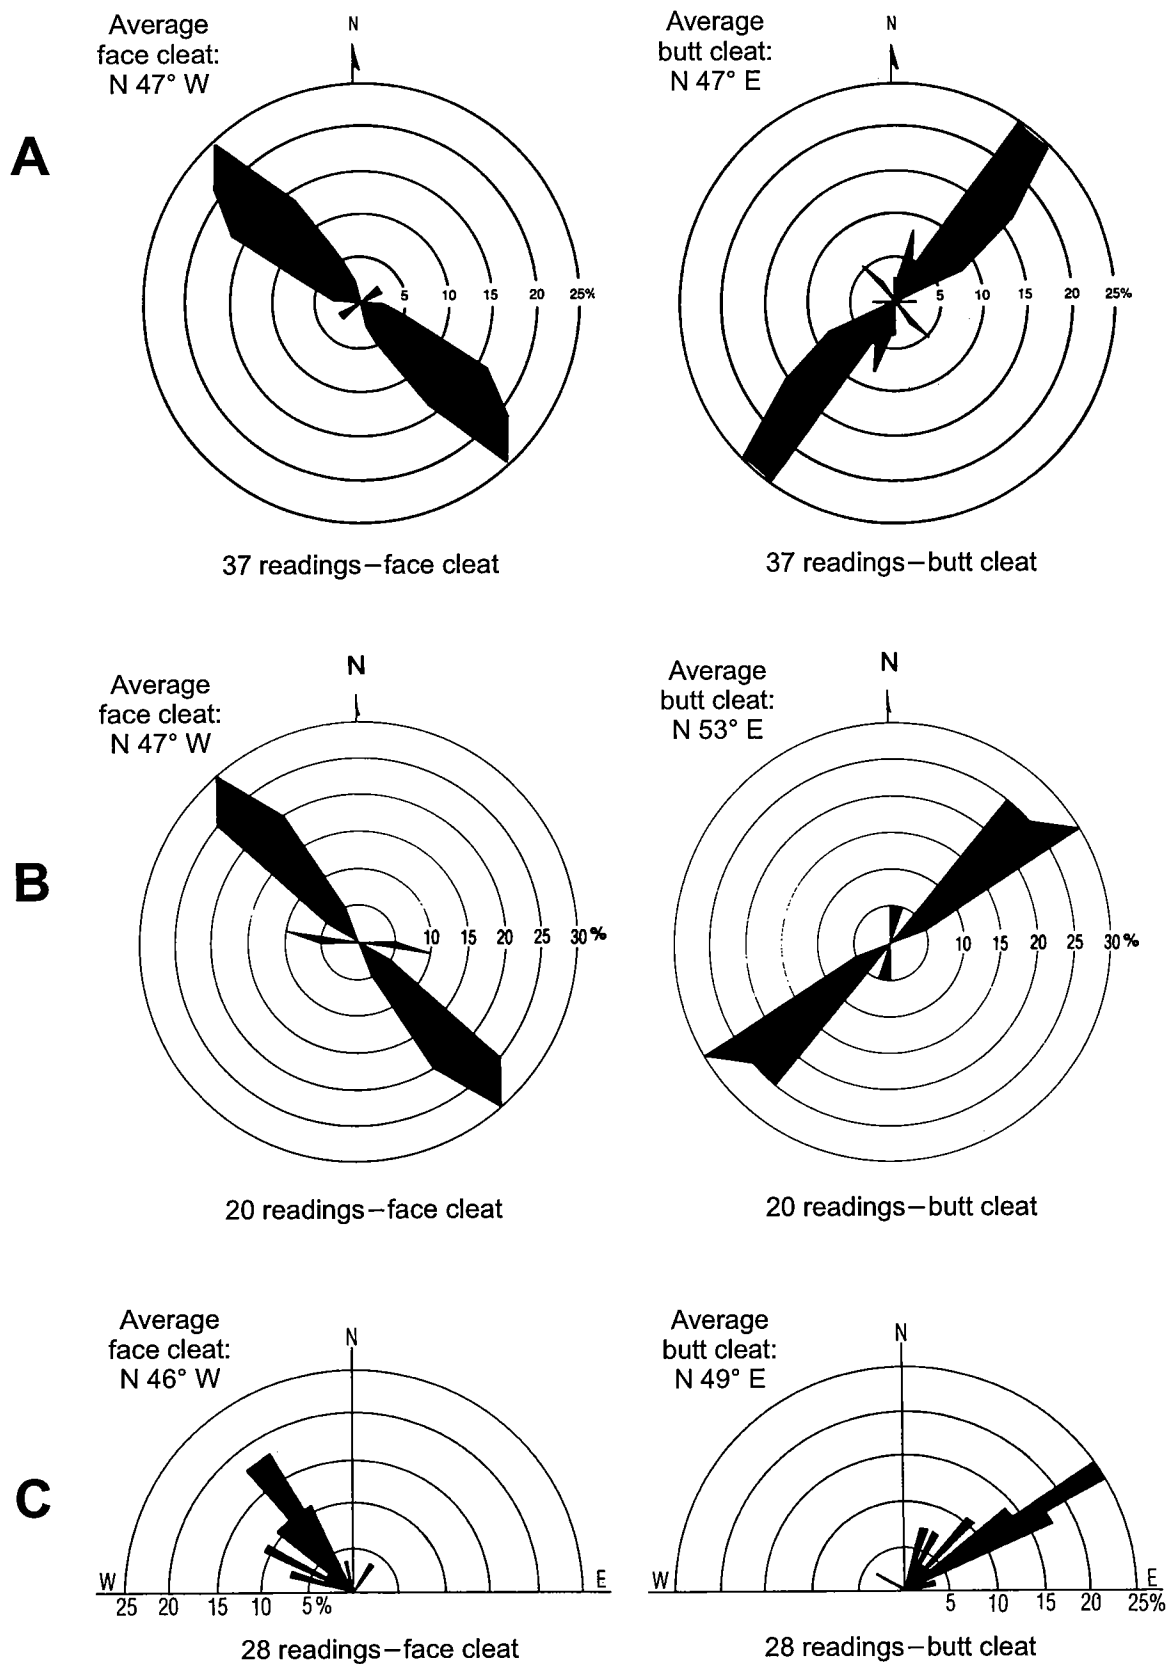 Average
face cleat:
N 47° W
N
Average
butt cleat:
N 47° E
N
A
5 10 15 20 25%
5 10 15 20 25%
37 readings–face cleat
37 readings–butt cleat
Average
face cleat:
N 47° W
N
Average
butt cleat:
N 53° E
N
B
10 15 20 25 30 %
10 15 20 25 30 %
20 readings–face cleat
20 readings–butt cleat
Average
face cleat:
N 46° W
N
Average
butt cleat:
N 49° E
N
C
W E
25 20 15 10 5%
W E
5 10 15 20 25%
28 readings–face cleat
28 readings–butt cleat